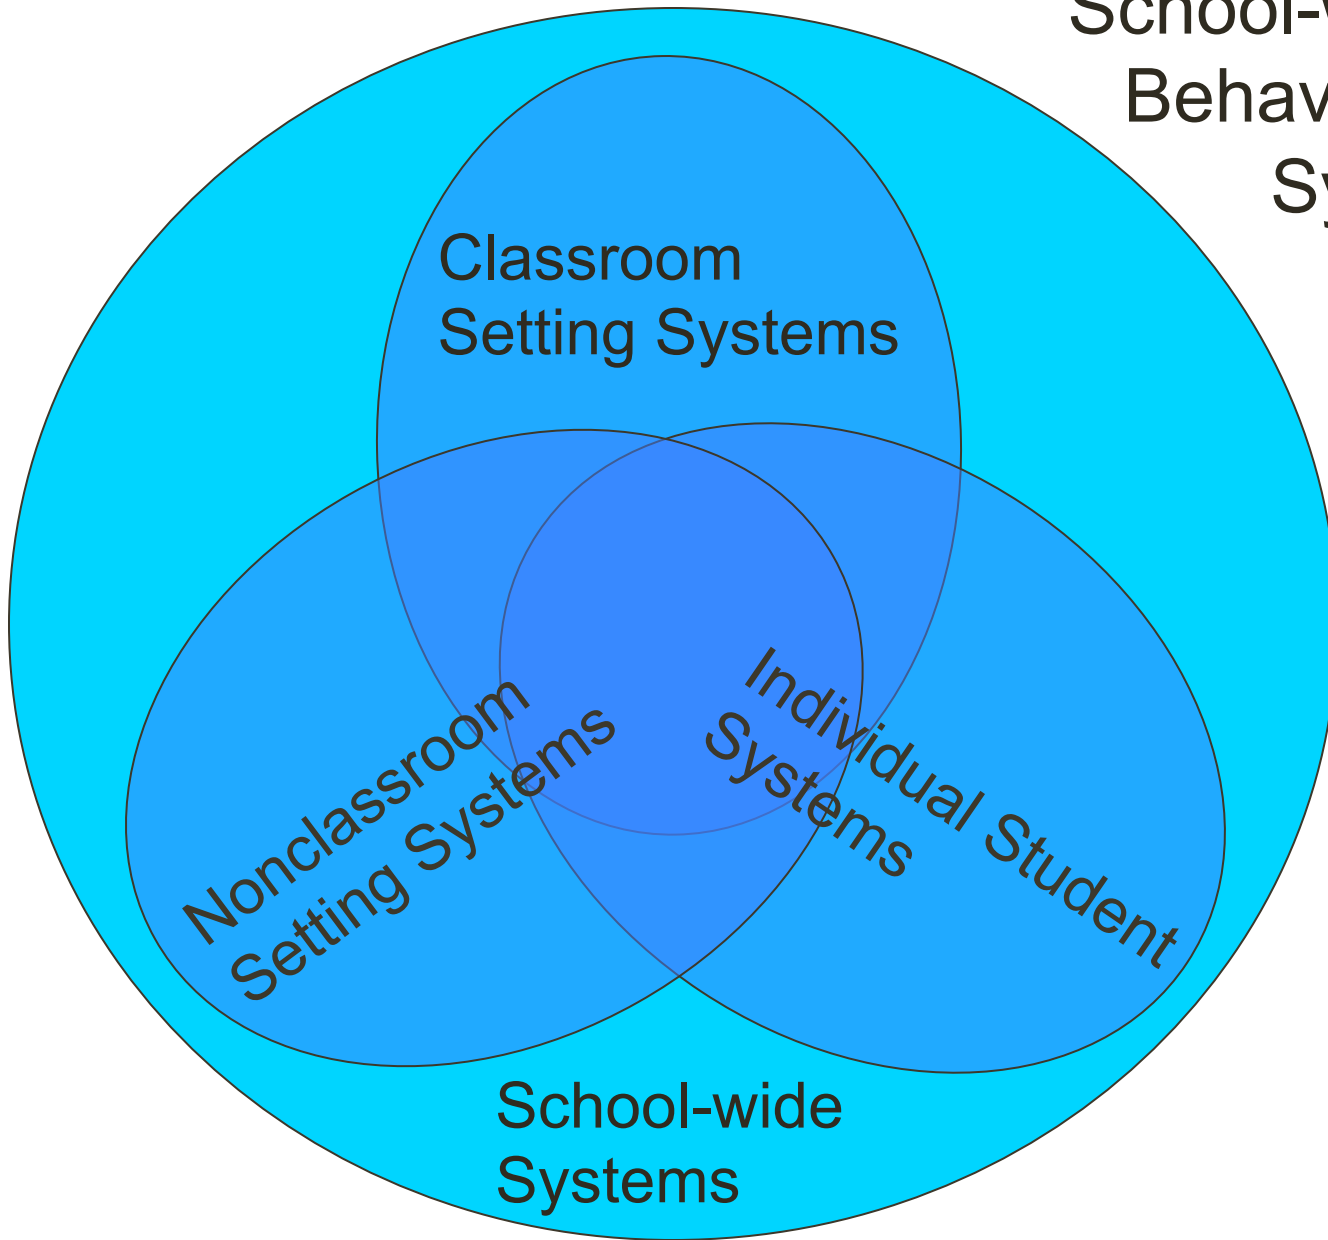 Classroom
Setting Systems
Nonclassroom
Setting Systems
Individual Student
Systems
School-wide
Systems